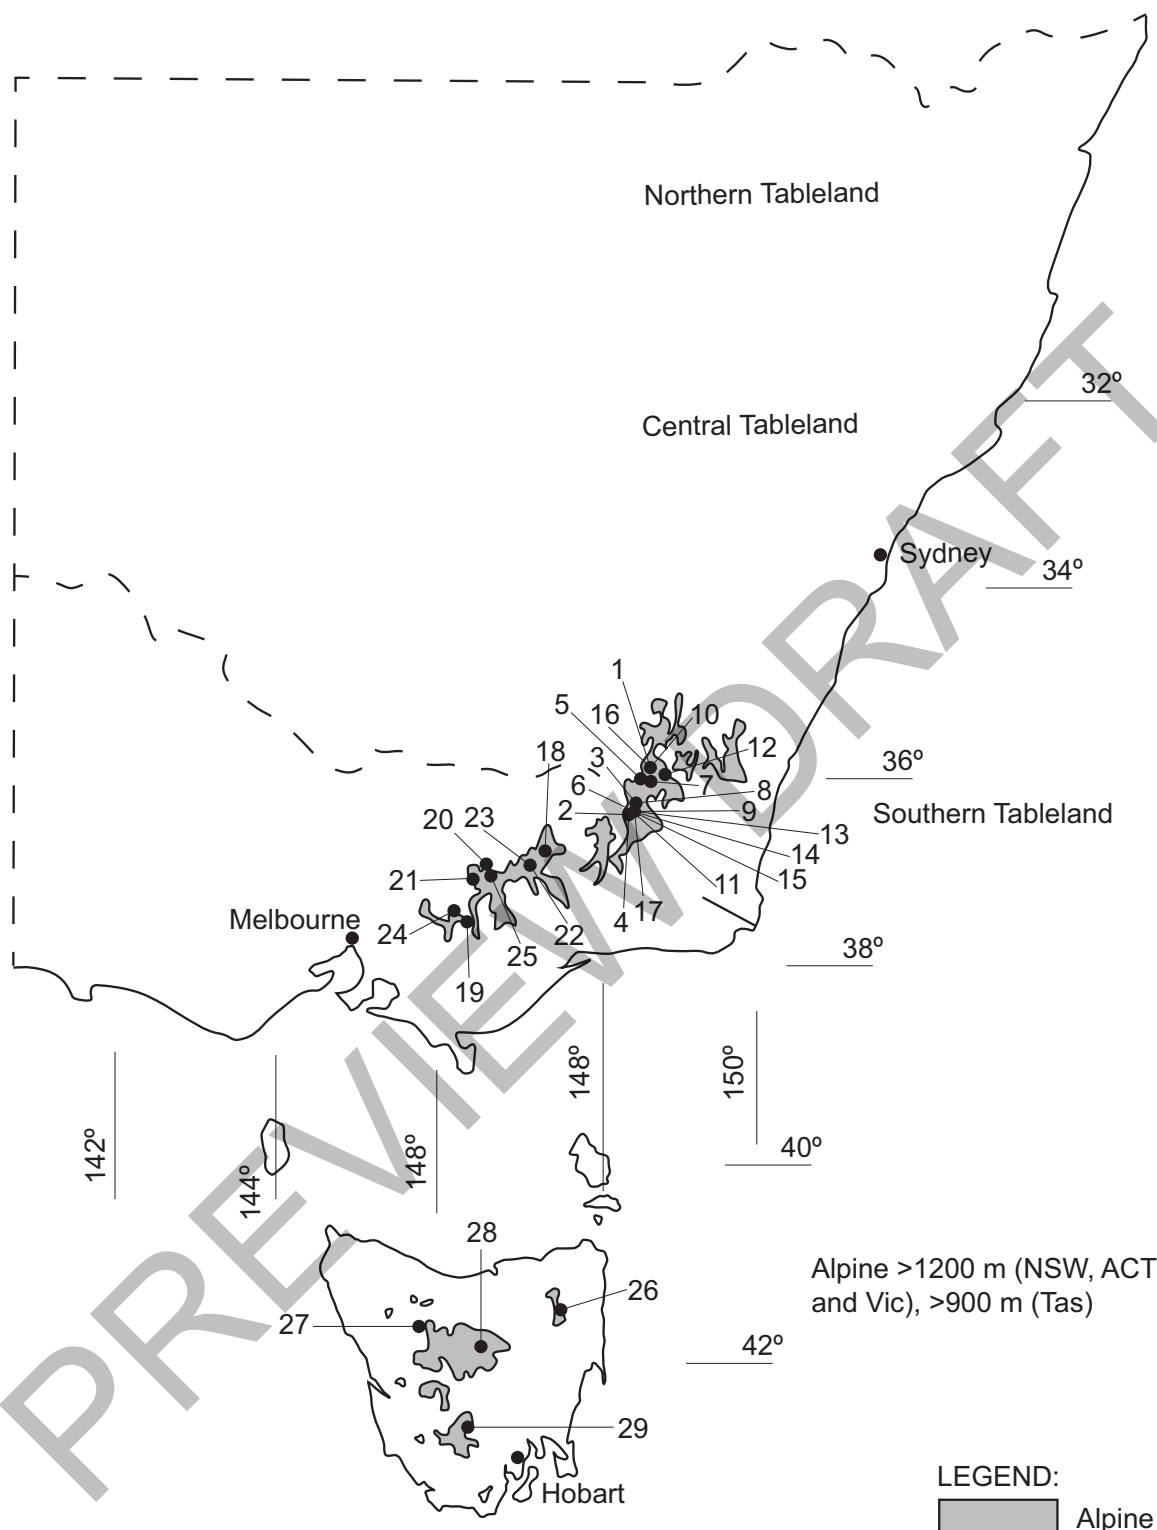 Northern Tableland
32º
Central Tableland
Sydney
34º
1
5
16
10
18
3
12
36º
6
7
8
2
9
Southern Tableland
20
23
13
14
21
11
15
Melbourne
4
17
24
22
25
38º
19
148º
150º
142º
144º
148º
40º
28
Alpine >1200 m (NSW, ACT
and Vic), >900 m (Tas)
26
27
42º
29
LEGEND:
Hobart
Alpine
PREVIEW DRAFT